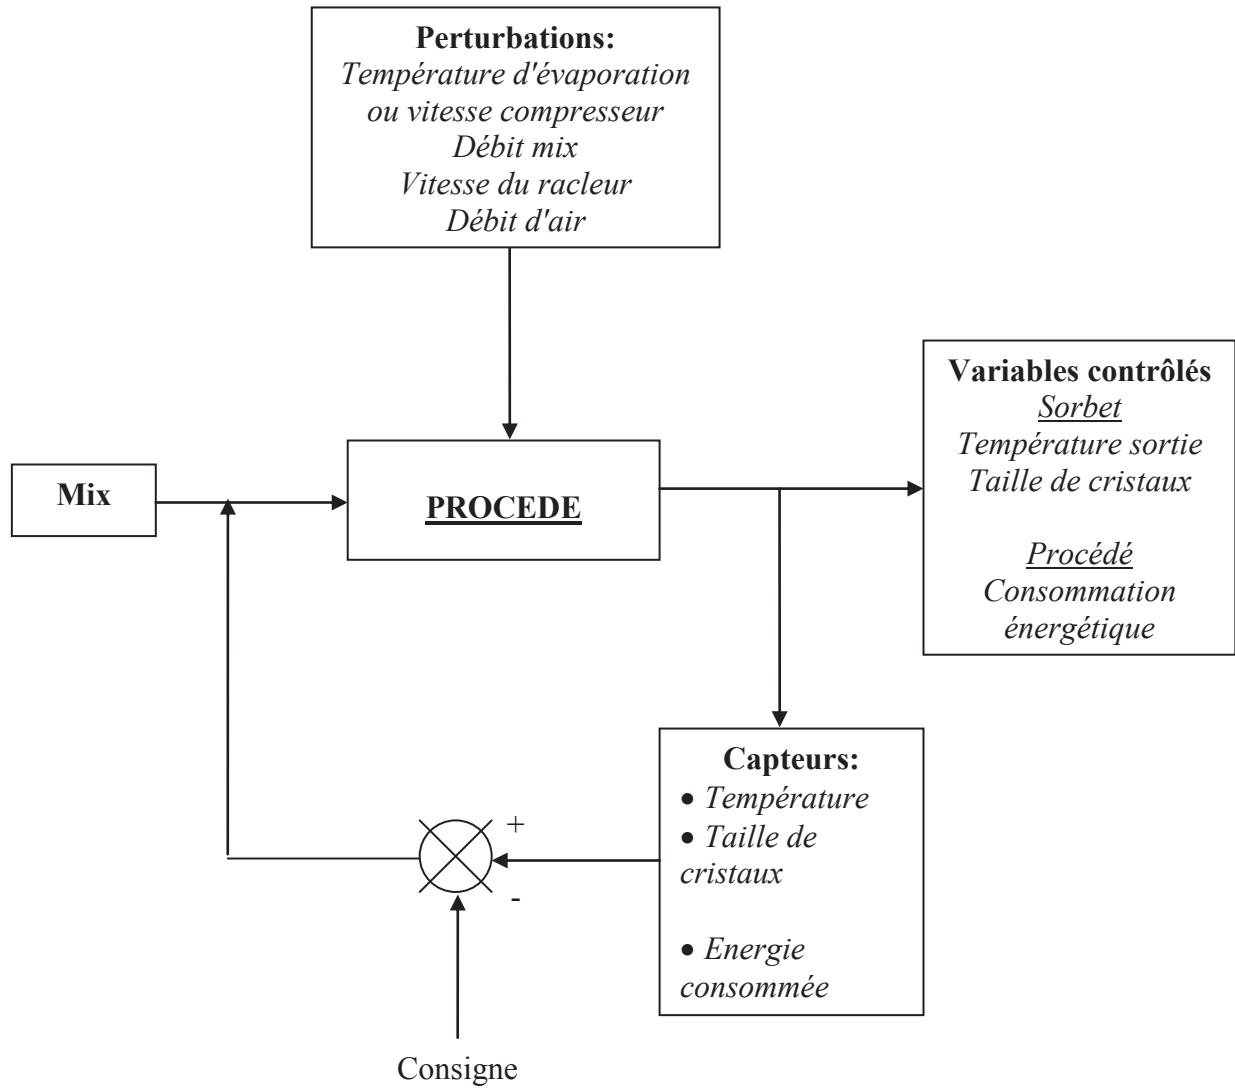 Perturbations:
Température d'évaporation
ou vitesse compresseur
Débit mix
Vitesse du racleur
Débit d'air
Variables contrôlés
Sorbet
Température sortie
Taille de cristaux
Procédé
Consommation
énergétique
Mix
PROCEDE
Capteurs:
• Température
• Taille de
cristaux
• Energie
consommée
+
-
Consigne